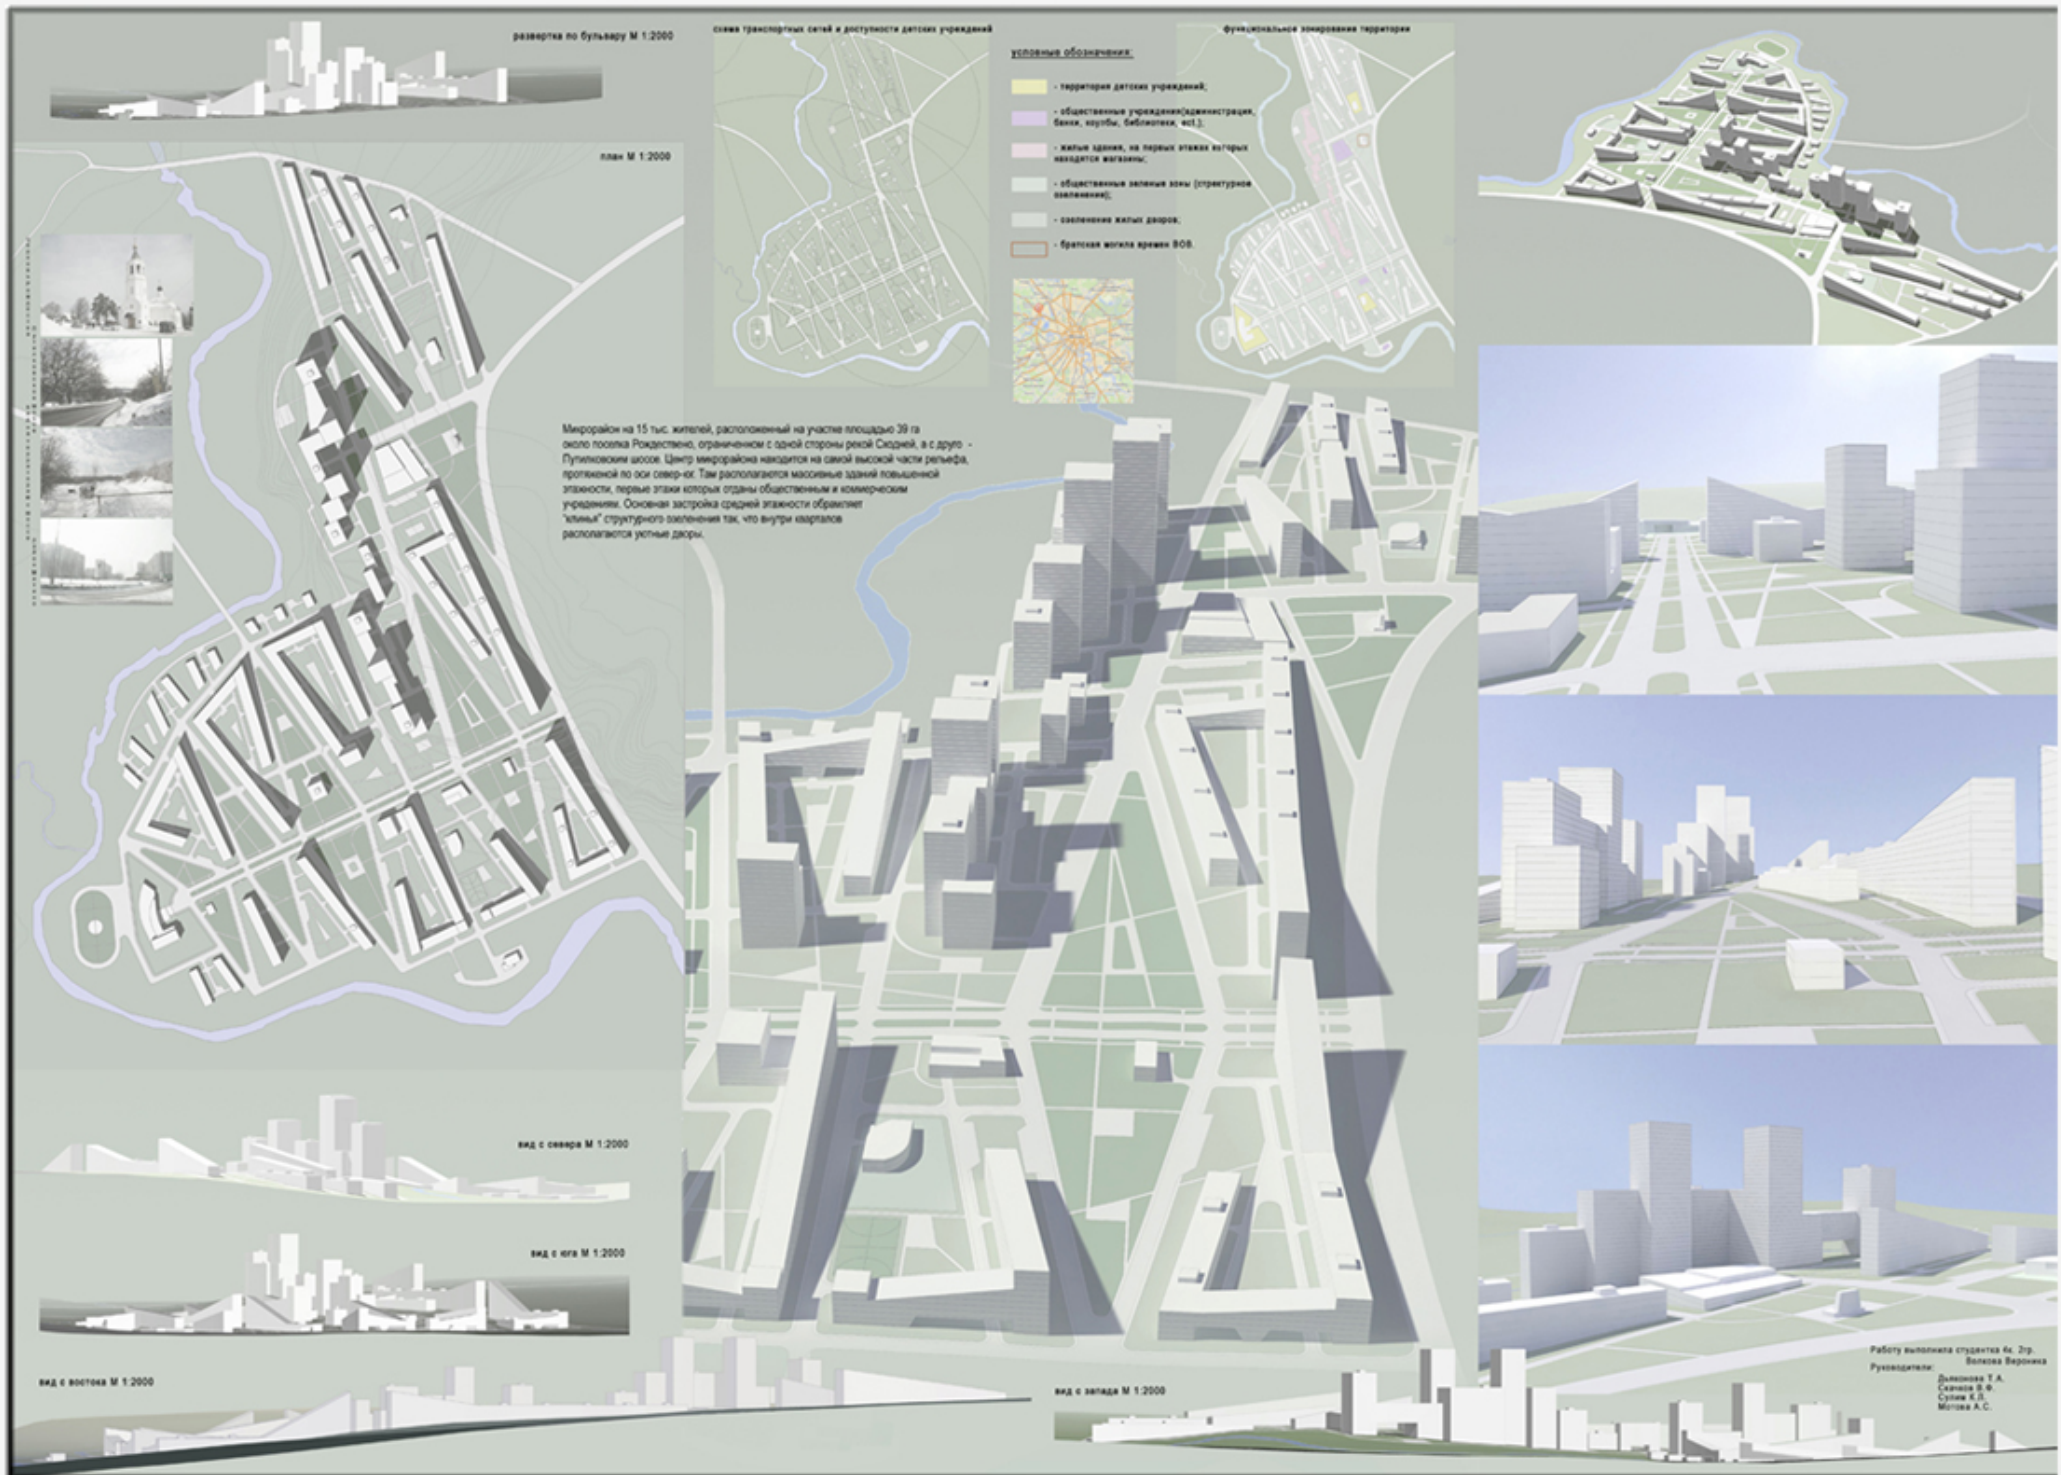 развертка по бульвару М 1:2000
схема транспортных сетей и доступности детских учреждений
функциональное зонирование территории
условные обозначения:
- территория детских учреждений;
- общественные учреждения(администрация,
банки, клубы, библиотеки, ect.);
- жилые здания, на первых этажах которых
находятся магазины;
- общественные зеленые зоны (структурное
озеленение);
- озеленение жилых дворов;
- братская могила времен ВОВ.
план М 1:2000
Микрорайон на 15 тыс. жителей, расположенный на участке площадью 39 га
около поселка Рождествено, ограниченном с одной стороны рекой Сходней, а с друго -
Путилковским шоссе. Центр микрорайона находится на самой высокой части рельефа,
протяженой по оси север-юг. Там располагаются массивные зданий повышенной
этажности, первые этажи которых отданы общественным и коммерческим
учредениям. Основная застройка средней этажности обрамляет
"клинья" структурного озеленения так, что внутри кварталов
располагаются уютные дворы.
вид с севера М 1:2000
вид с юга М 1:2000
вид с востока М 1:2000
вид с запада М 1:2000
Работу выполнила студентка 4к. 2гр.
Волкова Вероника
Руководители:
Дьяконова Т.А.
Скачков В.Ф.
Сулим К.Л.
Мотова А.С.